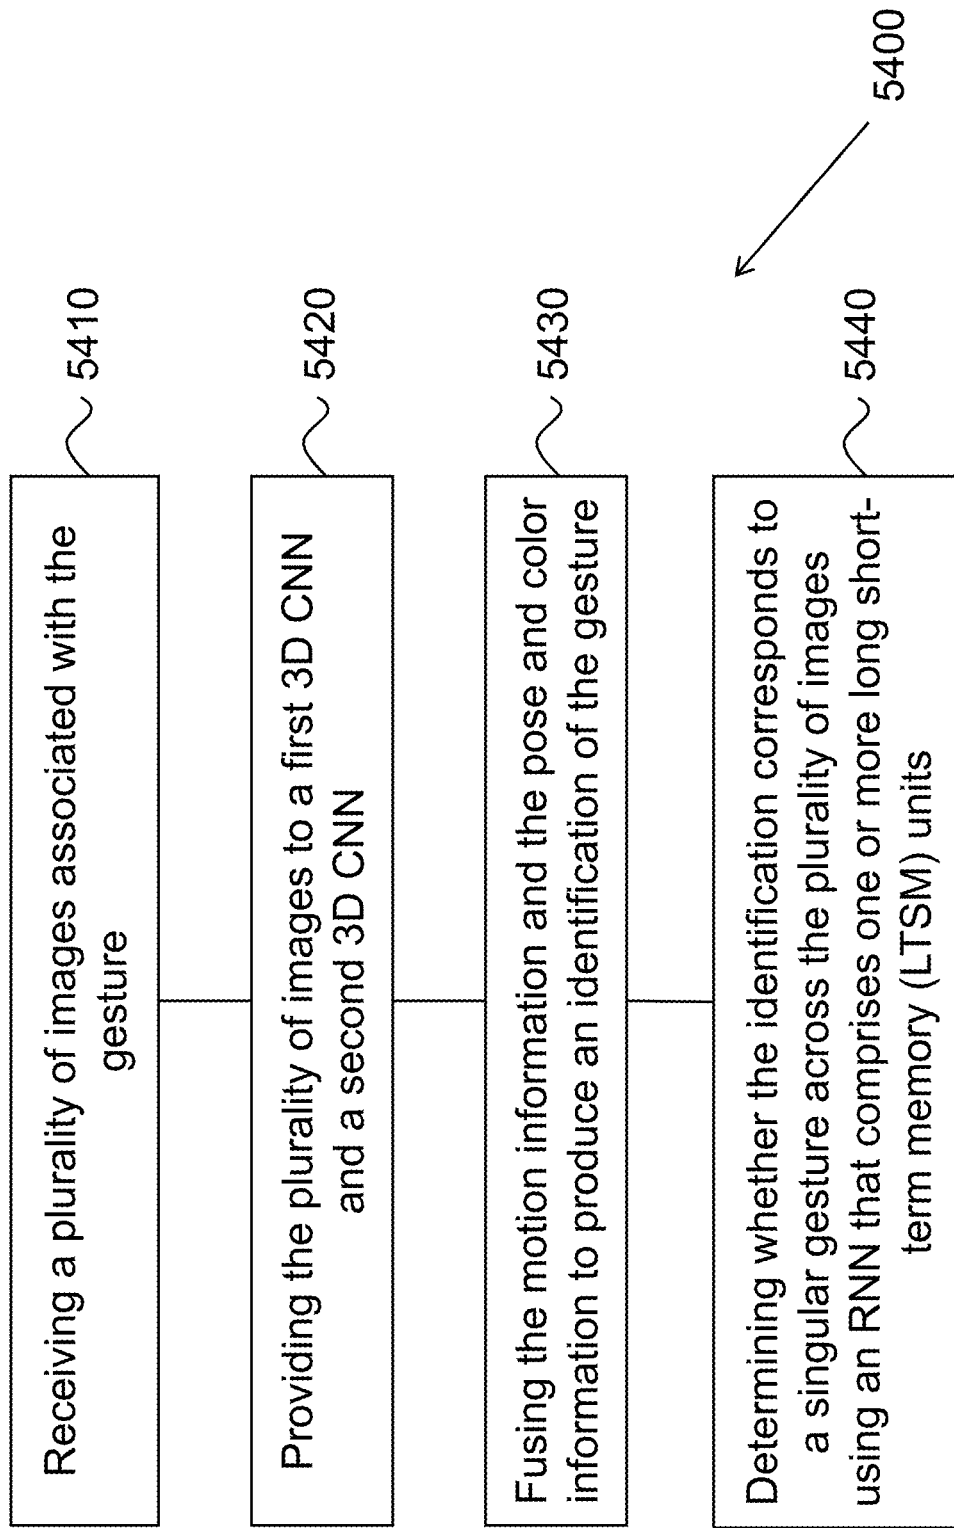 Receiving a plurality of images associated with the
gesture
5410
Providing the plurality of images to a first 3D CNN
and a second 3D CNN
5420
Fusing the motion information and the pose and color
information to produce an identification of the gesture
5430
Determining whether the identification corresponds to
a singular gesture across the plurality of images
using an RNN that comprises one or more long short-
term memory (LTSM) units
5440
5400